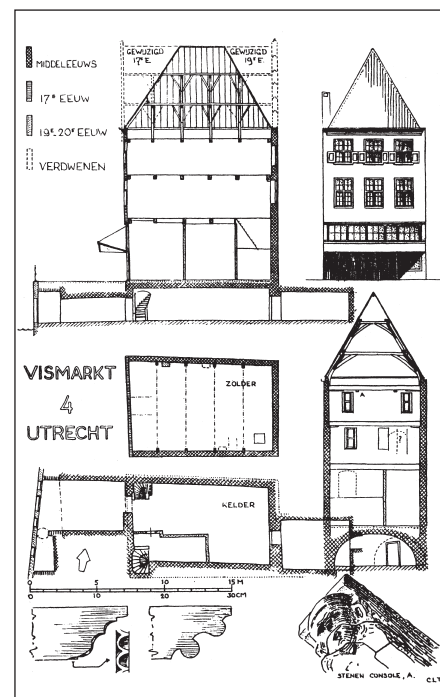 GEWIJZIGD
17ᵉ E.
GEWIJZIGD
19ᵉ E.
MIDDELEEUWS
17ᵉ EEUW
19ᵉ-20ᵉ EEUW
VERDWENEN
VISMARKT
4
UTRECHT
ZOLDER
A
?
KELDER
0 5 10 15 M
0 10 20 30CM
STENEN CONSOLE, A.
C.L.T.